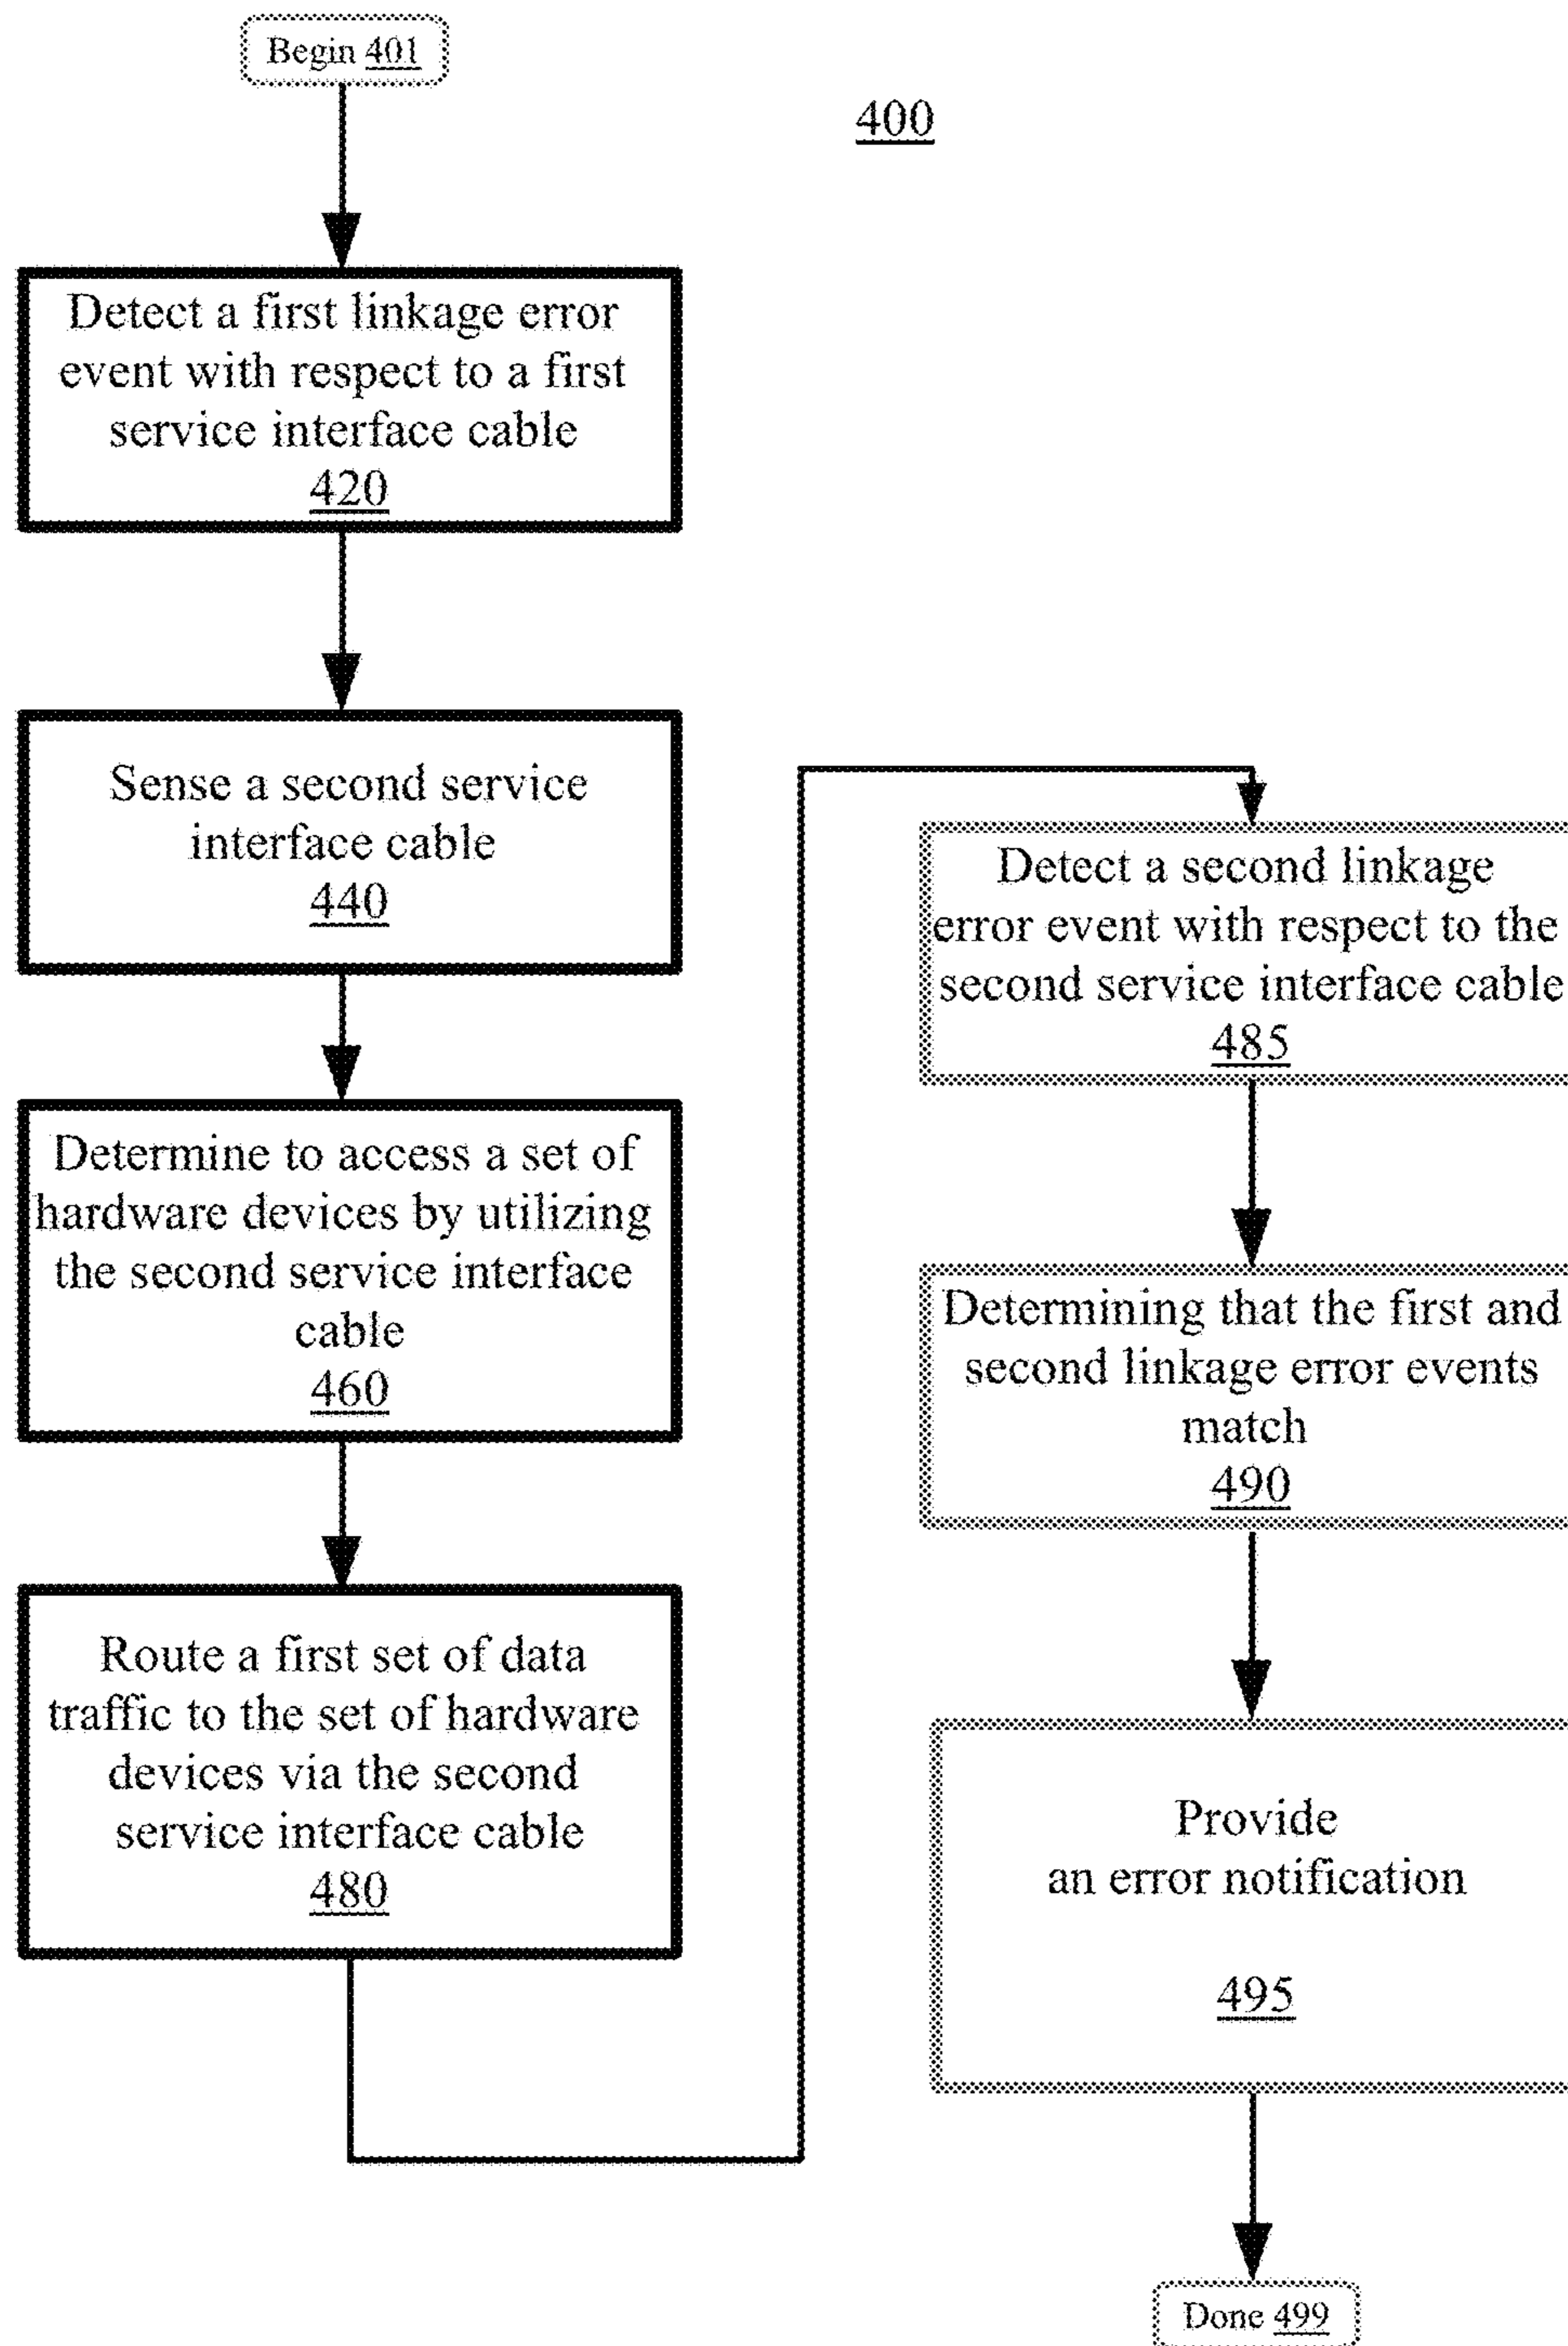 Begin 401
400
Detect a first linkage error
event with respect to a first
service interface cable
420
Sense a second service
interface cable
440
Determine to access a set of
hardware devices by utilizing
the second service interface
cable
460
Route a first set of data
traffic to the set of hardware
devices via the second
service interface cable
480
Detect a second linkage
error event with respect to the
second service interface cable
485
Determining that the first and
second linkage error events
match
490
Provide
an error notification
495
Done 499